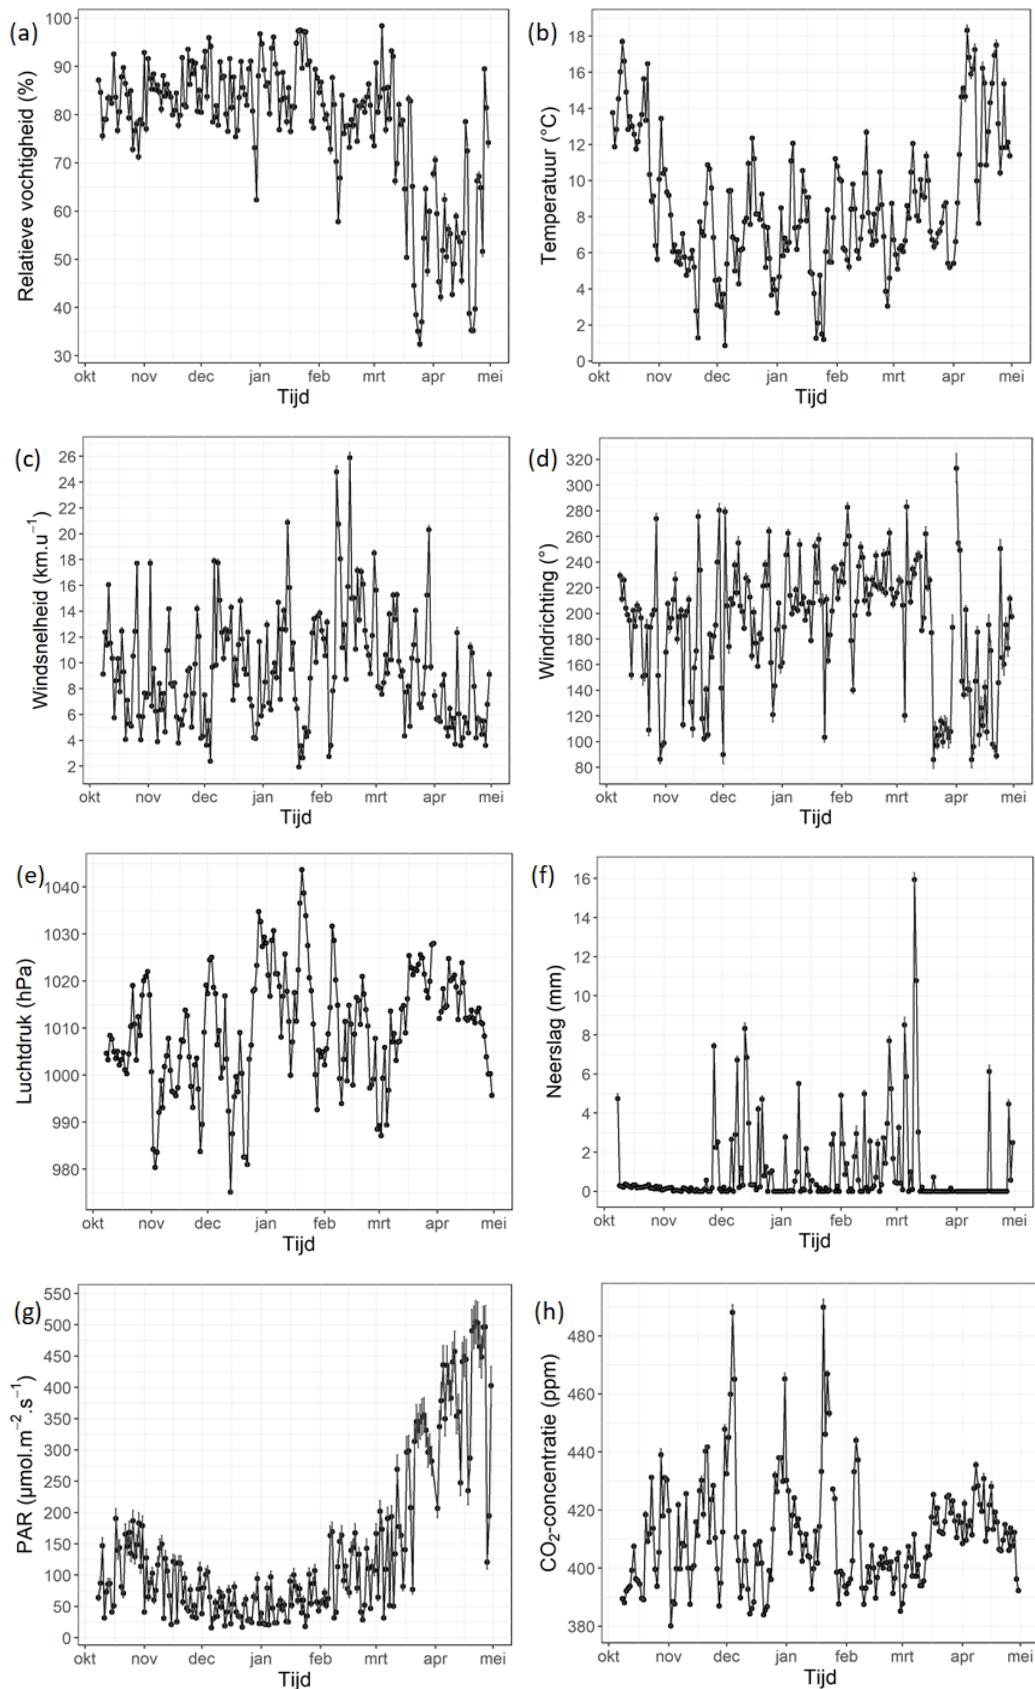 (a)
Relatieve vochtigheid (%)
100
90
80
70
60
50
40
30
okt nov dec jan feb mrt apr mei
Tijd
(b)
Temperatuur (°C)
18
16
14
12
10
8
6
4
2
0
okt nov dec jan feb mrt apr mei
Tijd
(c)
Windsnelheid (km.u⁻¹)
26
24
22
20
18
16
14
12
10
8
6
4
2
okt nov dec jan feb mrt apr mei
Tijd
(d)
Windrichting (°)
320
300
280
260
240
220
200
180
160
140
120
100
80
okt nov dec jan feb mrt apr mei
Tijd
(e)
Luchtdruk (hPa)
1040
1030
1020
1010
1000
990
980
okt nov dec jan feb mrt apr mei
Tijd
(f)
Neerslag (mm)
16
14
12
10
8
6
4
2
0
okt nov dec jan feb mrt apr mei
Tijd
(g)
PAR (µmol.m⁻².s⁻¹)
550
500
450
400
350
300
250
200
150
100
50
0
okt nov dec jan feb mrt apr mei
Tijd
(h)
CO₂-concentratie (ppm)
480
460
440
420
400
380
okt nov dec jan feb mrt apr mei
Tijd